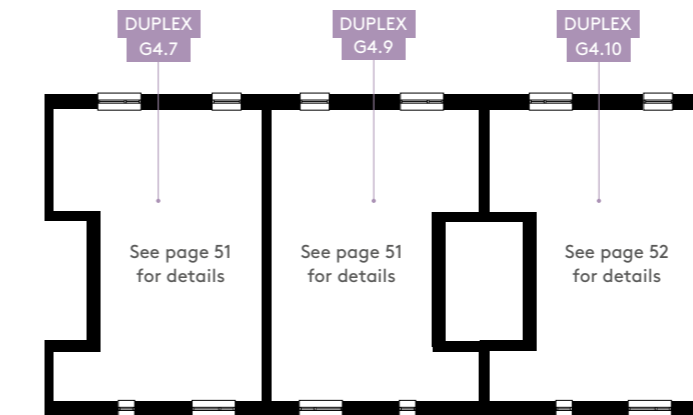 DUPLEX
G4.7
DUPLEX
G4.9
DUPLEX
G4.10
See page 51
for details
See page 51
for details
See page 52
for details